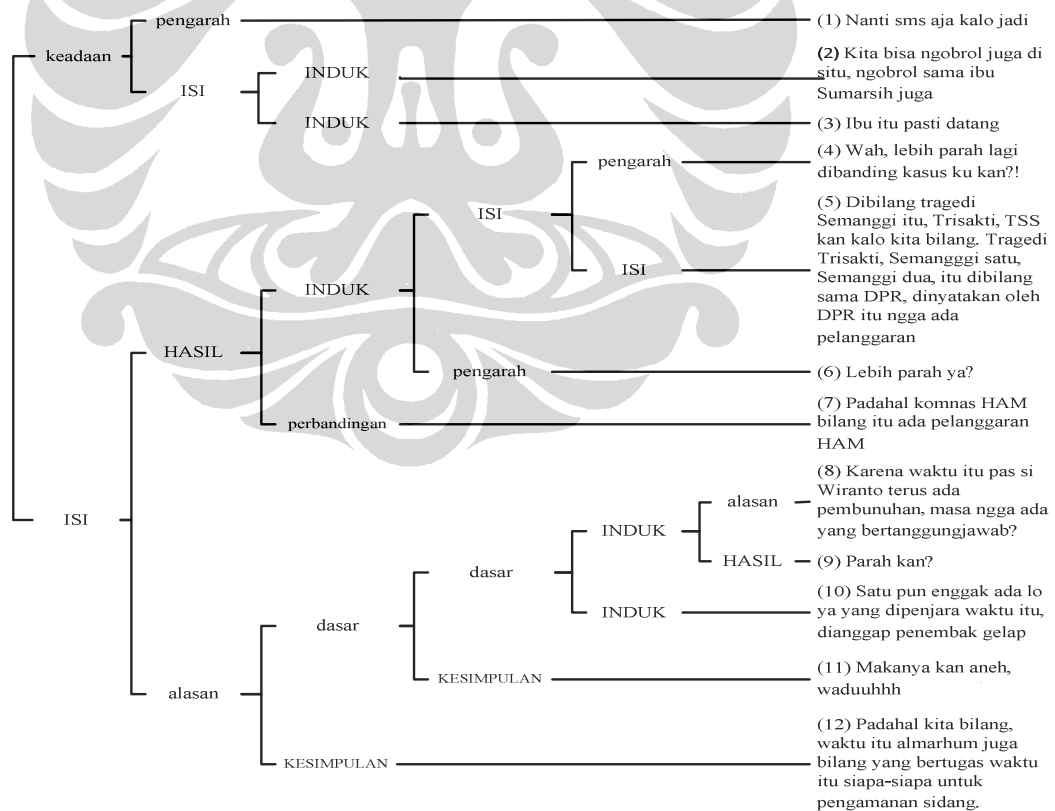 pengarah
(1) Nanti sms aja kalo jadi
keadaan
(2) Kita bisa ngobrol juga di
situ, ngobrol sama ibu
Sumarsih juga
INDUK
ISI
INDUK
(3) Ibu itu pasti datang
pengarah
(4) Wah, lebih parah lagi
dibanding kasus ku kan?!
ISI
(5) Dibilang tragedi
Semanggi itu, Trisakti, TSS
kan kalo kita bilang. Tragedi
Trisakti, Semangggi satu,
Semanggi dua, itu dibilang
sama DPR, dinyatakan oleh
DPR itu ngga ada
pelanggaran
ISI
INDUK
HASIL
pengarah
(6) Lebih parah ya?
perbandingan
(7) Padahal komnas HAM
bilang itu ada pelanggaran
HAM
ISI
alasan
(8) Karena waktu itu pas si
Wiranto terus ada
pembunuhan, masa ngga ada
yang bertanggungjawab?
INDUK
HASIL
(9) Parah kan?
dasar
INDUK
(10) Satu pun enggak ada lo
ya yang dipenjara waktu itu,
dianggap penembak gelap
dasar
KESIMPULAN
(11) Makanya kan aneh,
waduuhhh
alasan
KESIMPULAN
(12) Padahal kita bilang,
waktu itu almarhum juga
bilang yang bertugas waktu
itu siapa-siapa untuk
pengamanan sidang.